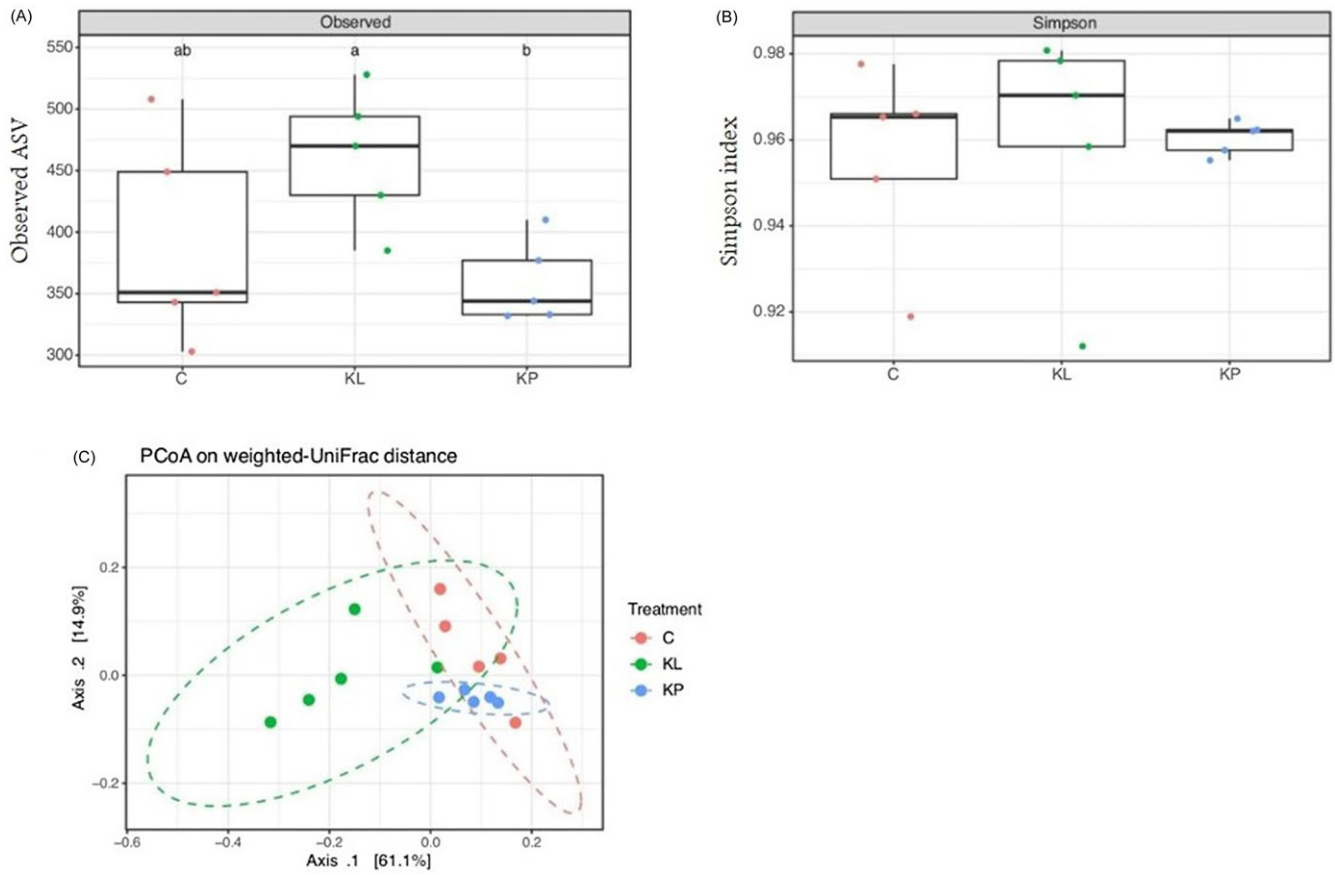 (A)
Observed
ab a b
550
500
450
400
350
300
Observed ASV
C KL KP
(B)
Simpson
0.98
0.96
0.94
0.92
Simpson index
C KL KP
(C) PCoA on weighted-UniFrac distance
0.2
0.0
−0.2
Axis .2 [14.9%]
−0.6 −0.4 −0.2 0.0 0.2
Axis .1 [61.1%]
Treatment
C
KL
KP